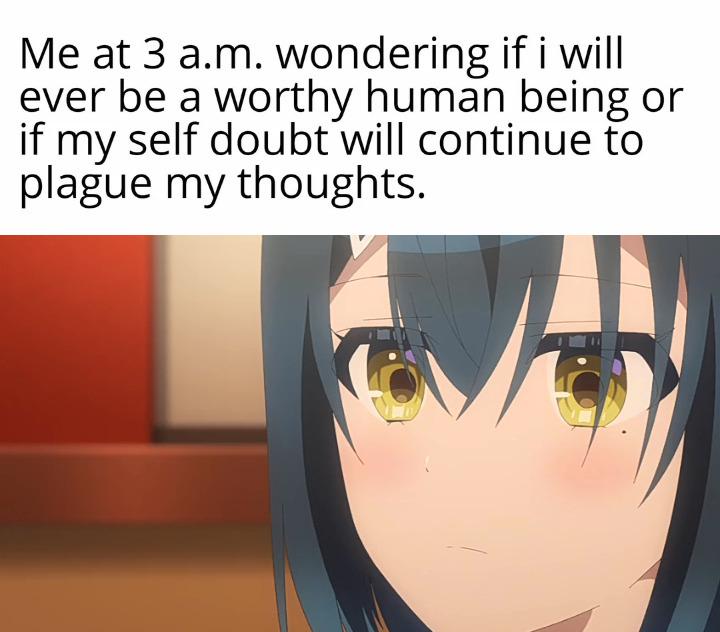 Me at 3 a.m. wondering if i will
ever be a worthy human being or
if my self doubt will continue to
plague my thoughts.